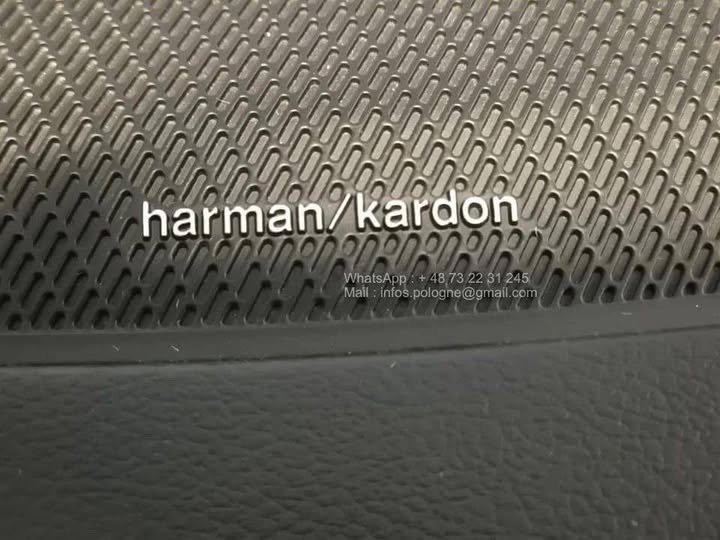 harman/kardon
WhatsApp : + 48 73 22 31 245
Mail : infos.pologne@gmail.com